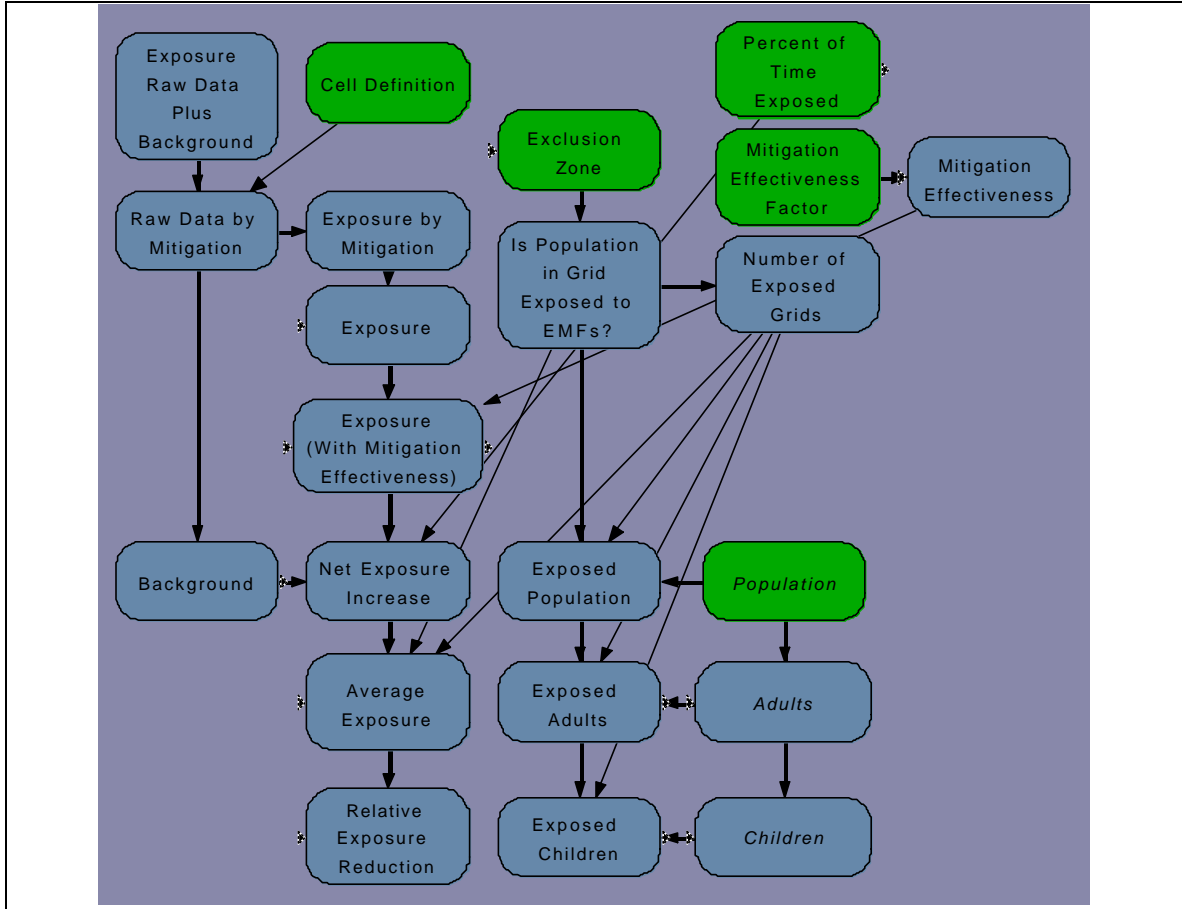 Exposure
Raw Data
Plus
Background
Cell Definition
Percent of
Time
Exposed
Exclusion
Zone
Mitigation
Effectiveness
Factor
Mitigation
Effectiveness
Raw Data by
Mitigation
Exposure by
Mitigation
Is Population
in Grid
Exposed to
EMFs?
Number of
Exposed
Grids
Exposure
Exposure
(With Mitigation
Effectiveness)
Background
Net Exposure
Increase
Exposed
Population
Population
Average
Exposure
Exposed
Adults
Adults
Relative
Exposure
Reduction
Exposed
Children
Children